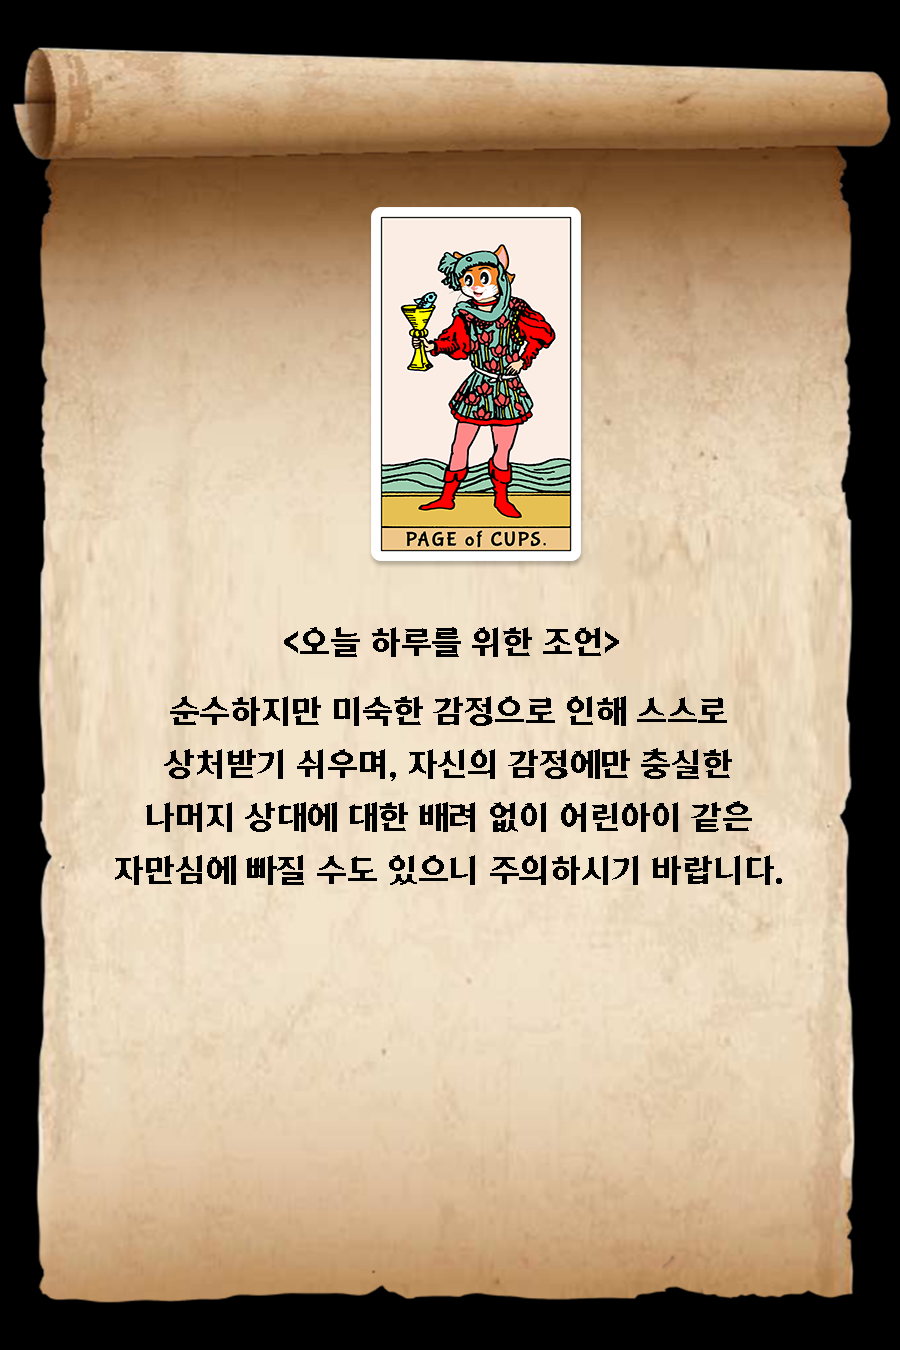 PAGE of CUPS.
<오늘 하루를 위한 조언>
순수하지만 미숙한 감정으로 인해 스스로
상처받기 쉬우며, 자신의 감정에만 충실한
나머지 상대에 대한 배려 없이 어린아이 같은
자만심에 빠질 수도 있으니 주의하시기 바랍니다.